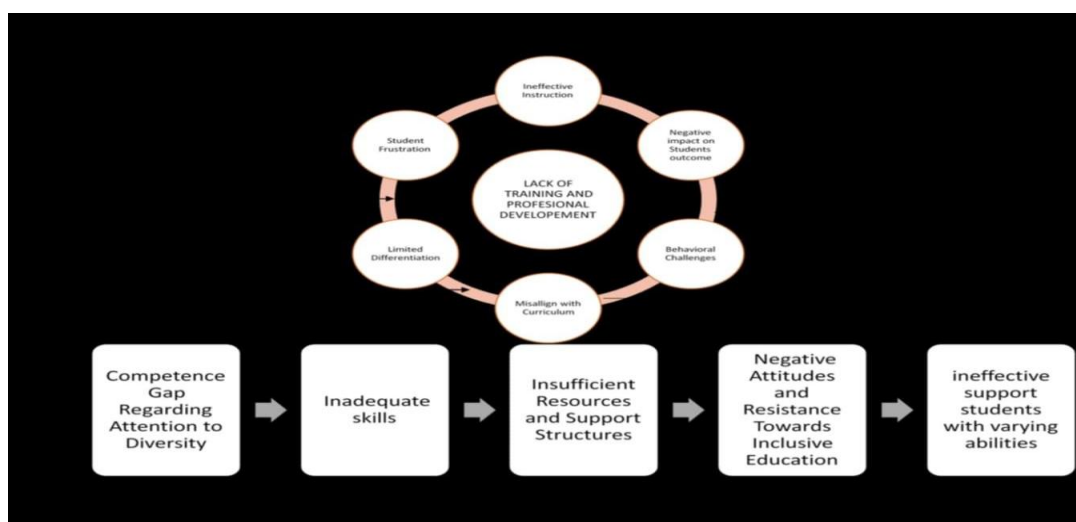 Ineffective
Instruction
Student
Frustration
Negative
impact on
Students
outcome
LACK OF
TRAINING AND
PROFESIONAL
DEVELOPEMENT
Limited
Differentiation
Behavioral
Challenges
Misallign with
Curriculum
Competence
Gap
Regarding
Attention to
Diversity
Inadequate
skills
Insufficient
Resources
and Support
Structures
Negative
Attitudes
and
Resistance
Towards
Inclusive
Education
ineffective
support
students
with varying
abilities